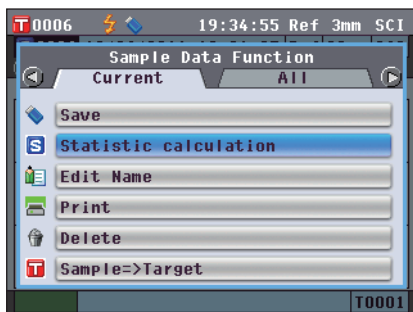 T0006 19:34:55 Ref 3mm SCI
Sample Data Function
Current All
Save
S Statistic calculation
Edit Name
Print
Delete
T Sample=>Target
T0001